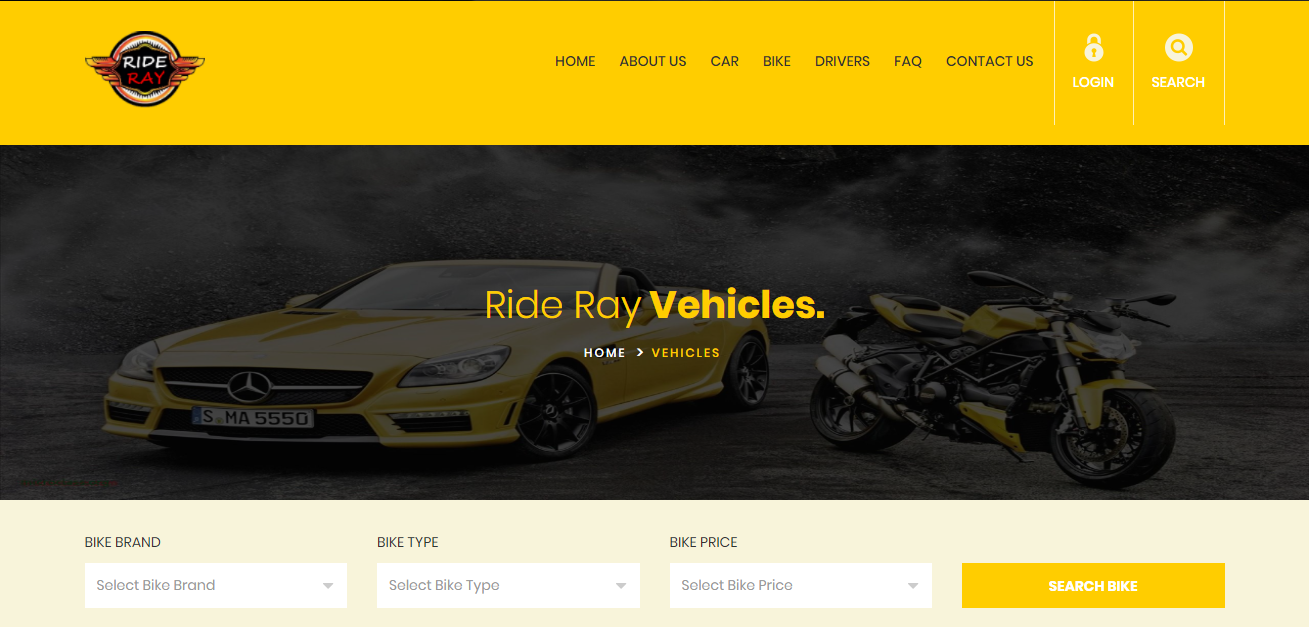 RIDE
RAY
HOME ABOUT US CAR BIKE DRIVERS FAQ CONTACT US
LOGIN SEARCH
Ride Ray Vehicles.
HOME > VEHICLES
S MA 5550
BIKE BRAND BIKE TYPE BIKE PRICE
Select Bike Brand Select Bike Type Select Bike Price SEARCH BIKE